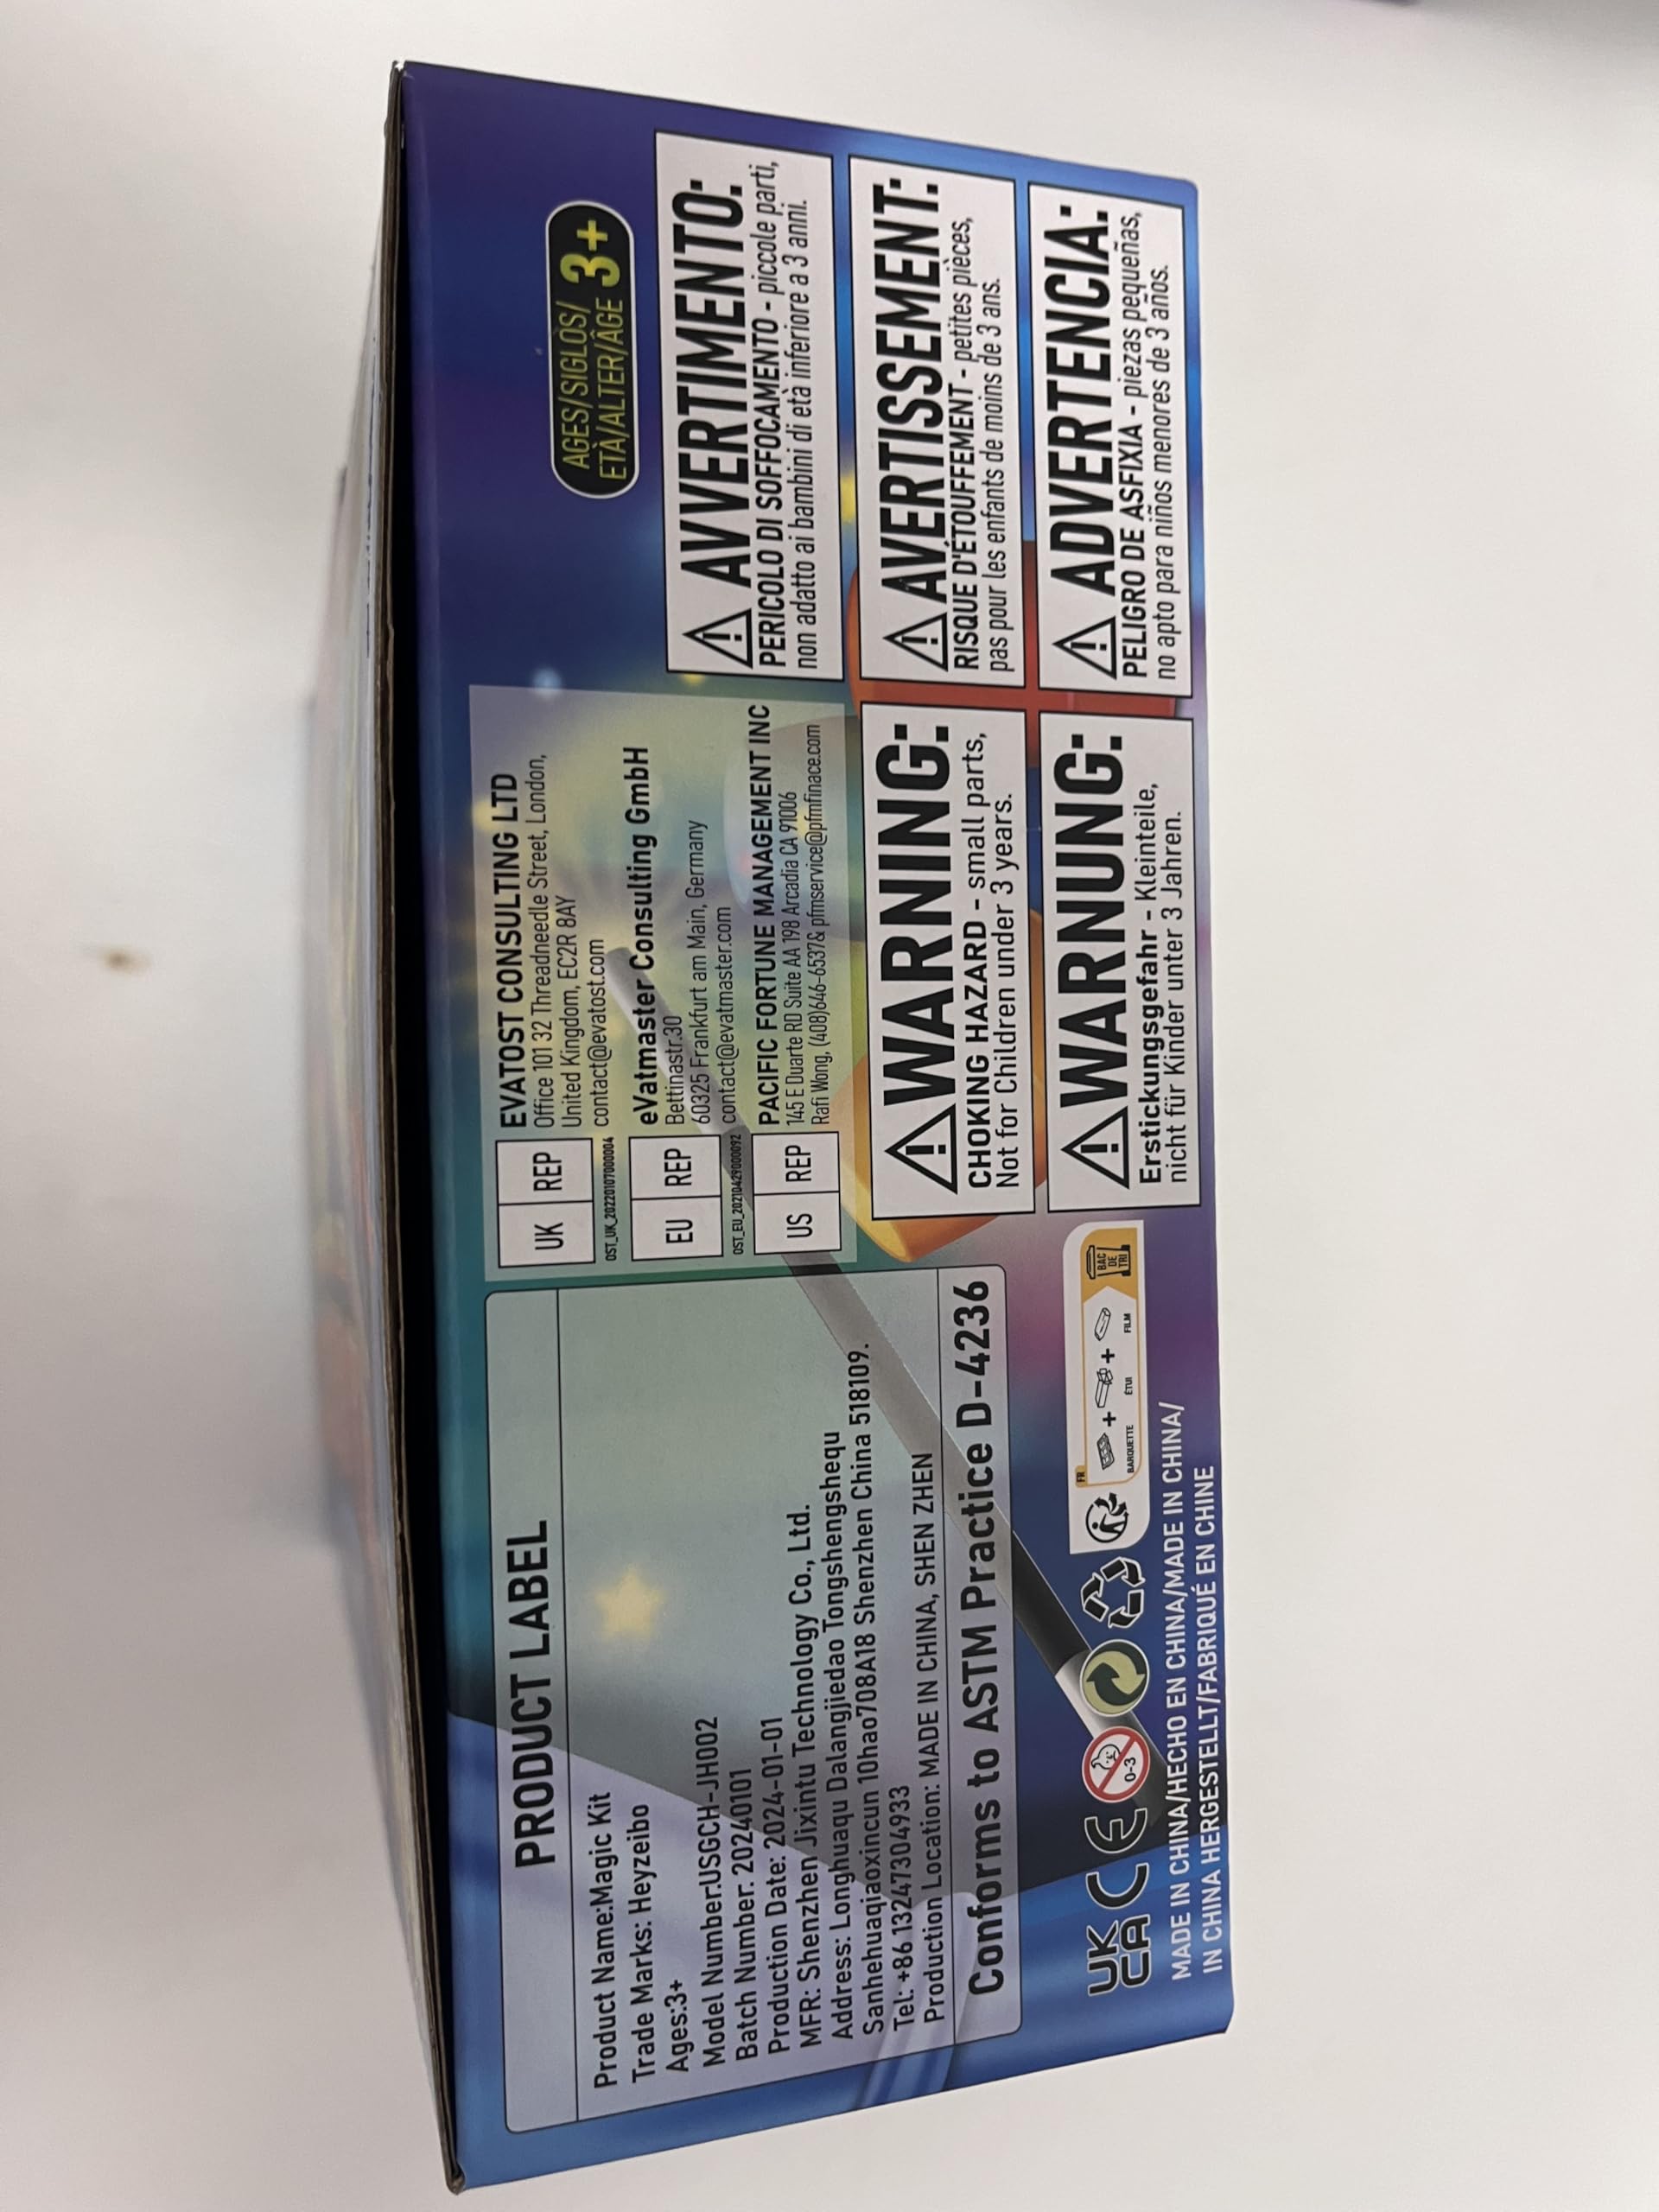 PRODUCT LABEL
Product Name:Magic Kit
Trade Marks: Heyzeibo
Ages:3+
Model Number:USGCH-JH002
Batch Number: 20240101
Production Date: 2024-01-01
MFR: Shenzhen Jixintu Technology Co., Ltd.
Address: Longhuaqu Dalangjiedao Tongshengshequ
Sanhehuaqiaoxincun 10hao708A18 Shenzhen China 518109.
Tel: +86 13247304933
Production Location: MADE IN CHINA, SHEN ZHEN
Conforms to ASTM Practice D-4236
UK
CA
CE
0-3
FR
BARQUETTE
+
ÉTUI
+
FILM
BAC
DE
TRI
MADE IN CHINA/HECHO EN CHINA/MADE IN CHINA/
IN CHINA HERGESTELLT/FABRIQUÉ EN CHINE
UK REP
OST_UK_20220107000004
EVATOST CONSULTING LTD
Office 101 32 Threadneedle Street, London,
United Kingdom, EC2R 8AY
contact@evatost.com
EU REP
OST_EU_20210429000092
eVatmaster Consulting GmbH
Bettinastr.30
60325 Frankfurt am Main, Germany
contact@evatmaster.com
US REP
PACIFIC FORTUNE MANAGEMENT INC
145 E Duarte RD Suite AA 198 Arcadia CA 91006
Rafi Wong, (408)646-6537& pfmservice@pfmfinace.com
AGES/SIGLOS/
ETÀ/ALTER/ÂGE 3+
AVVERTIMENTO:
PERICOLO DI SOFFOCAMENTO - piccole parti,
non adatto ai bambini di età inferiore a 3 anni.
WARNING:
CHOKING HAZARD - small parts,
Not for Children under 3 years.
AVERTISSEMENT:
RISQUE D'ÉTOUFFEMENT - petites pièces,
pas pour les enfants de moins de 3 ans.
WARNUNG:
Erstickungsgefahr - Kleinteile,
nicht für Kinder unter 3 Jahren.
ADVERTENCIA:
PELIGRO DE ASFIXIA - piezas pequeñas,
no apto para niños menores de 3 años.